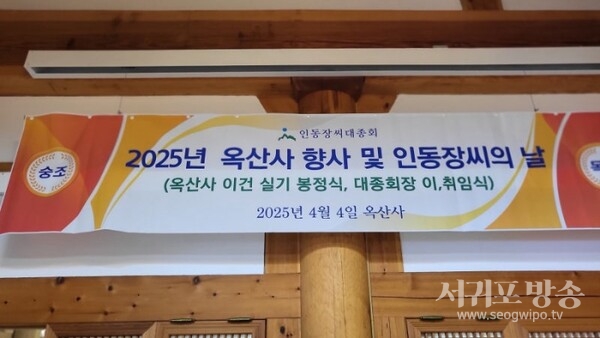 인동장씨대종회
2025년 옥산사 향사 및 인동장씨의 날
(옥산사 이건 실기 봉정식, 대종회장 이,취임식)
2025년 4월 4일 옥산사
숭조
서귀포방송
www.seogwipo.tv